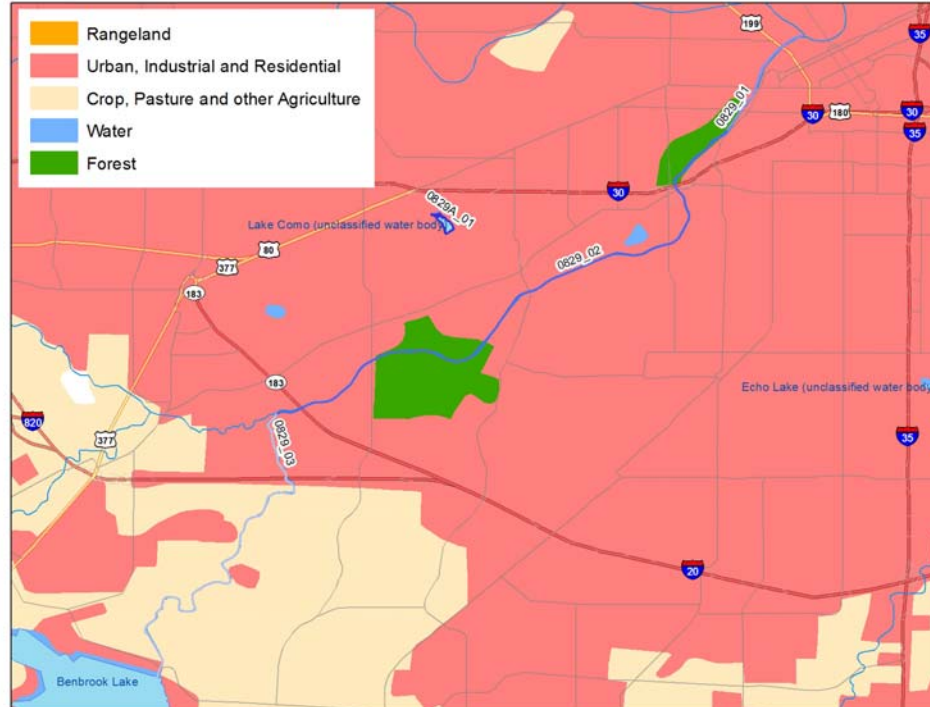 Rangeland
Urban, Industrial and Residential
Crop, Pasture and other Agriculture
Water
Forest
199
35
0829_01
30
180
30
35
30
0829A_01
Lake Como (unclassified water body)
80
377
0829_02
183
183
Echo Lake (unclassified water body
820
377
35
0829_03
20
Benbrook Lake